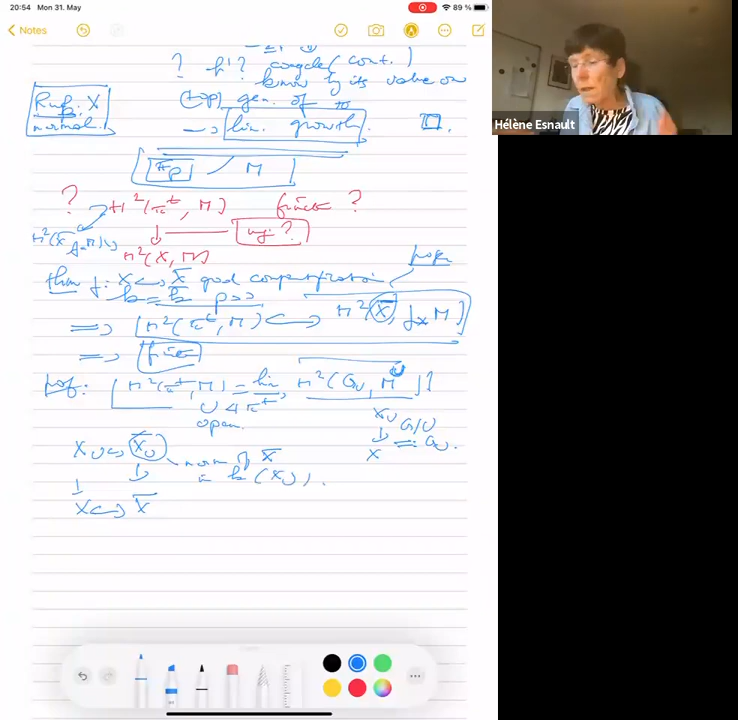 20:54 Mon 31. May
89 %
Notes
Hélène Esnault
? h¹? cocycle (cont.)
know by its value on
(top) gen. of π
→ lin. growth. □.
Rmk: X
normal.
F_p / M
? H²(π^t, M) finite ?
H²(X, M) inj?
thm j: X ↪ X̄ good compactification
k = k̄ p>0
⇒ [H²(π^t, M) ↪ H²(X̄, j_* M)]
⇒ finite
proof: H²(π^t, M) = lim H²(G_U, M^U)
U ◁ π^t
open.
X_U G/U
↓ = G_U.
X
X_U ↪ X̄_U
↓ ↓ norm. of X̄
in k(X_U).
X ↪ X̄